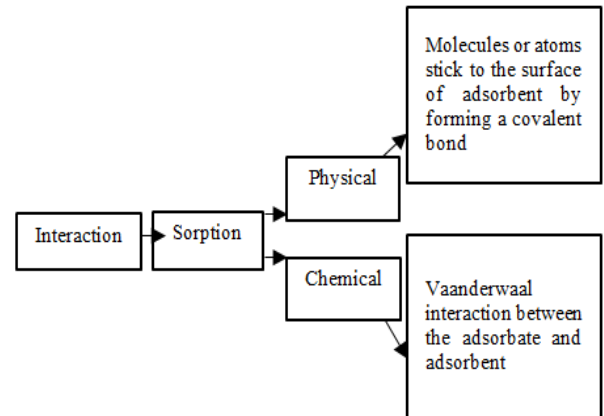 Molecules or atoms
stick to the surface
of adsorbent by
forming a covalent
bond
Physical
Interaction
Sorption
Chemical
Vaanderwaal
interaction between
the adsorbate and
adsorbent